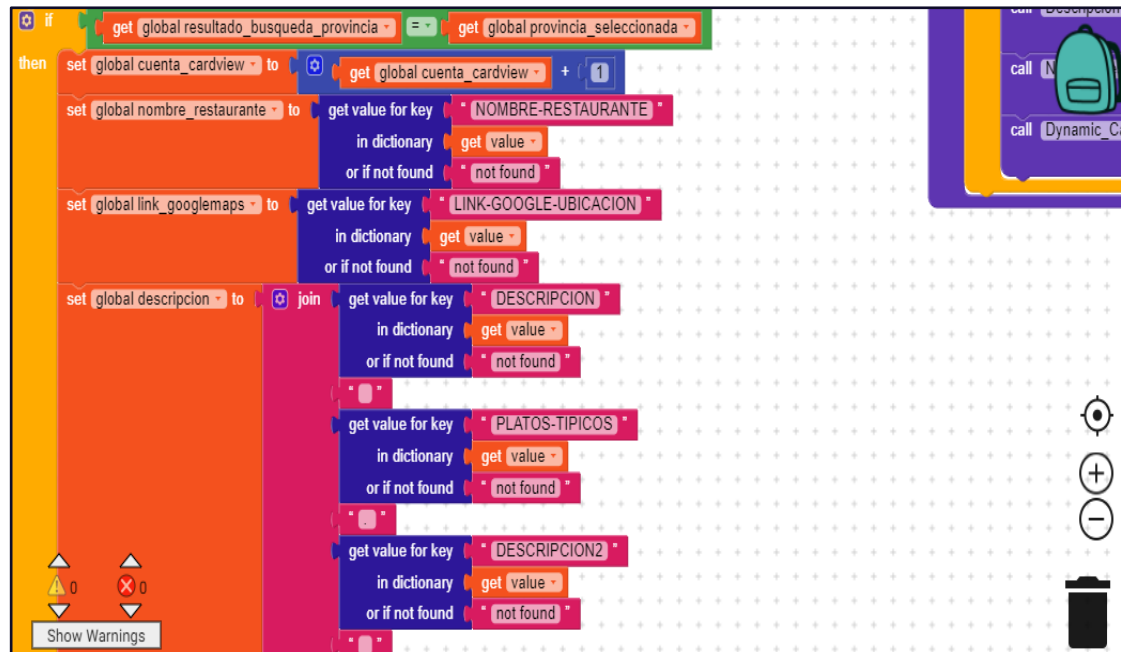 if get global resultado_busqueda_provincia = get global provincia_seleccionada
then set global cuenta_cardview to get global cuenta_cardview + 1
set global nombre_restaurante to get value for key " NOMBRE-RESTAURANTE "
in dictionary get value
or if not found " not found "
set global link_googlemaps to get value for key " LINK-GOOGLE-UBICACION "
in dictionary get value
or if not found " not found "
set global descripcion to join get value for key " DESCRIPCION "
in dictionary get value
or if not found " not found "
" "
get value for key " PLATOS-TIPICOS "
in dictionary get value
or if not found " not found "
" . "
get value for key " DESCRIPCION2 "
in dictionary get value
or if not found " not found "
" "
call
call
call
0 0
Show Warnings